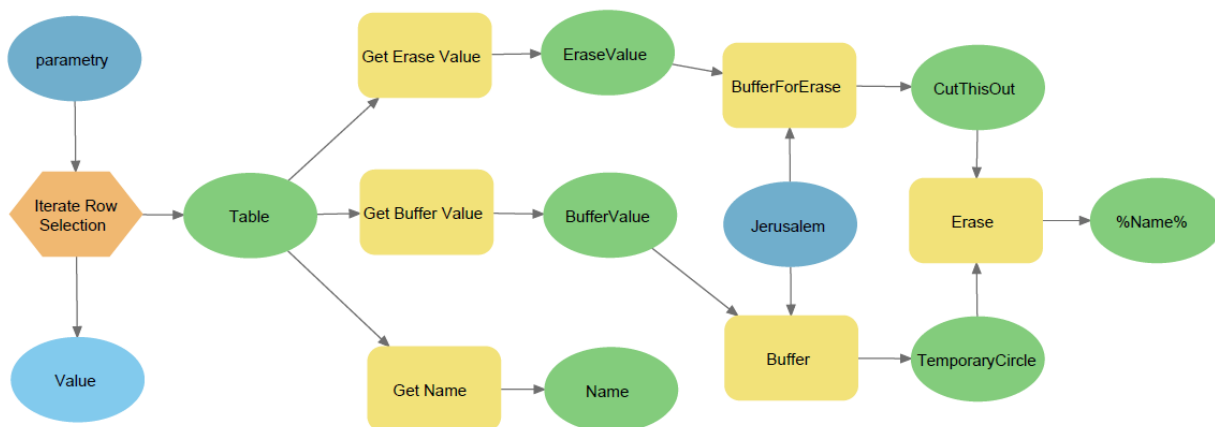 parametry
Get Erase Value
EraseValue
BufferForErase
CutThisOut
Iterate Row
Selection
Table
Get Buffer Value
BufferValue
Jerusalem
Erase
%Name%
Value
Get Name
Name
Buffer
TemporaryCircle